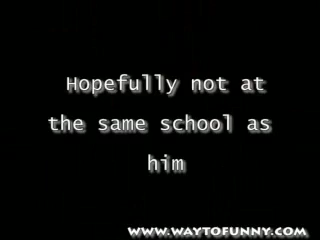 Hopefully not at
the same school as
him
WWW.WAYTOFUNNY.COM